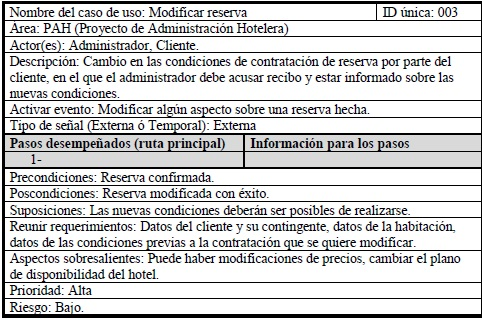 Nombre del caso de uso: Modificar reserva ID única: 003
Área: PAH (Proyecto de Administración Hotelera)
Actor(es): Administrador, Cliente.
Descripción: Cambio en las condiciones de contratación de reserva por parte del
cliente, en el que el administrador debe acusar recibo y estar informado sobre las
nuevas condiciones.
Activar evento: Modificar algún aspecto sobre una reserva hecha.
Tipo de señal (Externa ó Temporal): Externa
Pasos desempeñados (ruta principal) Información para los pasos
1-
Precondiciones: Reserva confirmada.
Poscondiciones: Reserva modificada con éxito.
Suposiciones: Las nuevas condiciones deberán ser posibles de realizarse.
Reunir requerimientos: Datos del cliente y su contingente, datos de la habitación,
datos de las condiciones previas a la contratación que se quiere modificar.
Aspectos sobresalientes: Puede haber modificaciones de precios, cambiar el plano
de disponibilidad del hotel.
Prioridad: Alta
Riesgo: Bajo.